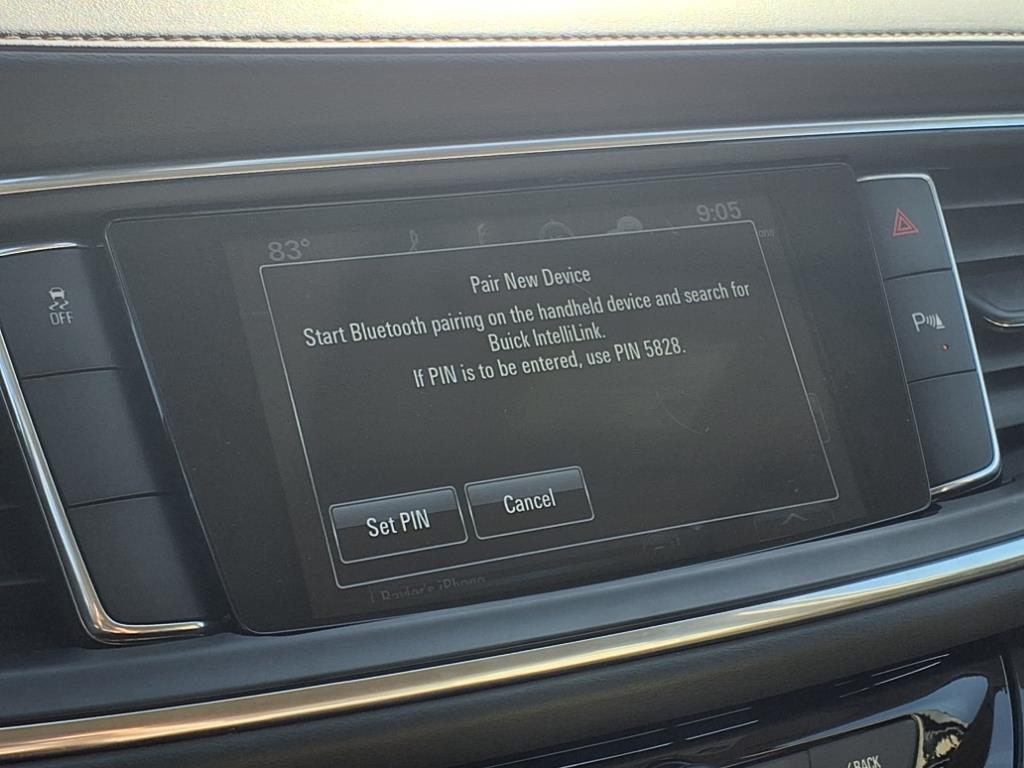 83°
9:05
Pair New Device
Start Bluetooth pairing on the handheld device and search for
Buick IntelliLink.
If PIN is to be entered, use PIN 5828.
Set PIN
Cancel
OFF
P
iPhone
BACK